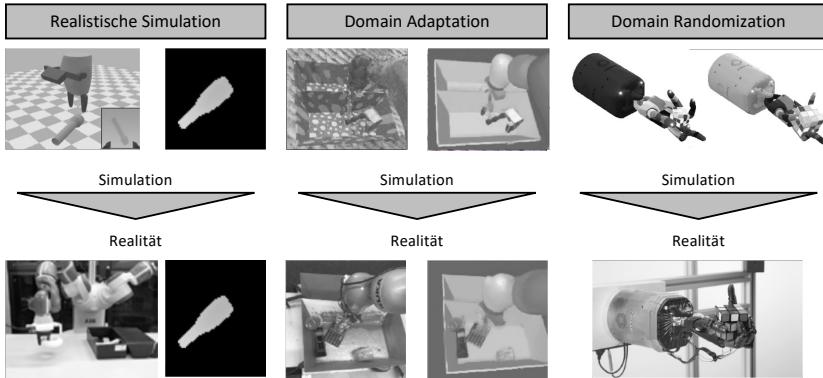 Realistische Simulation
Domain Adaptation
Domain Randomization
Simulation
Simulation
Simulation
Realität
Realität
Realität